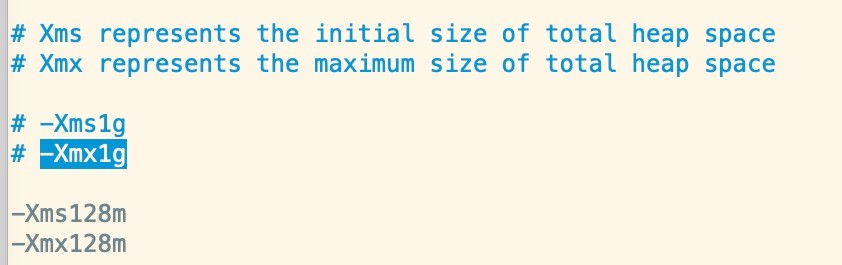 # Xms represents the initial size of total heap space
# Xmx represents the maximum size of total heap space
# -Xms1g
# -Xmx1g
-Xms128m
-Xmx128m